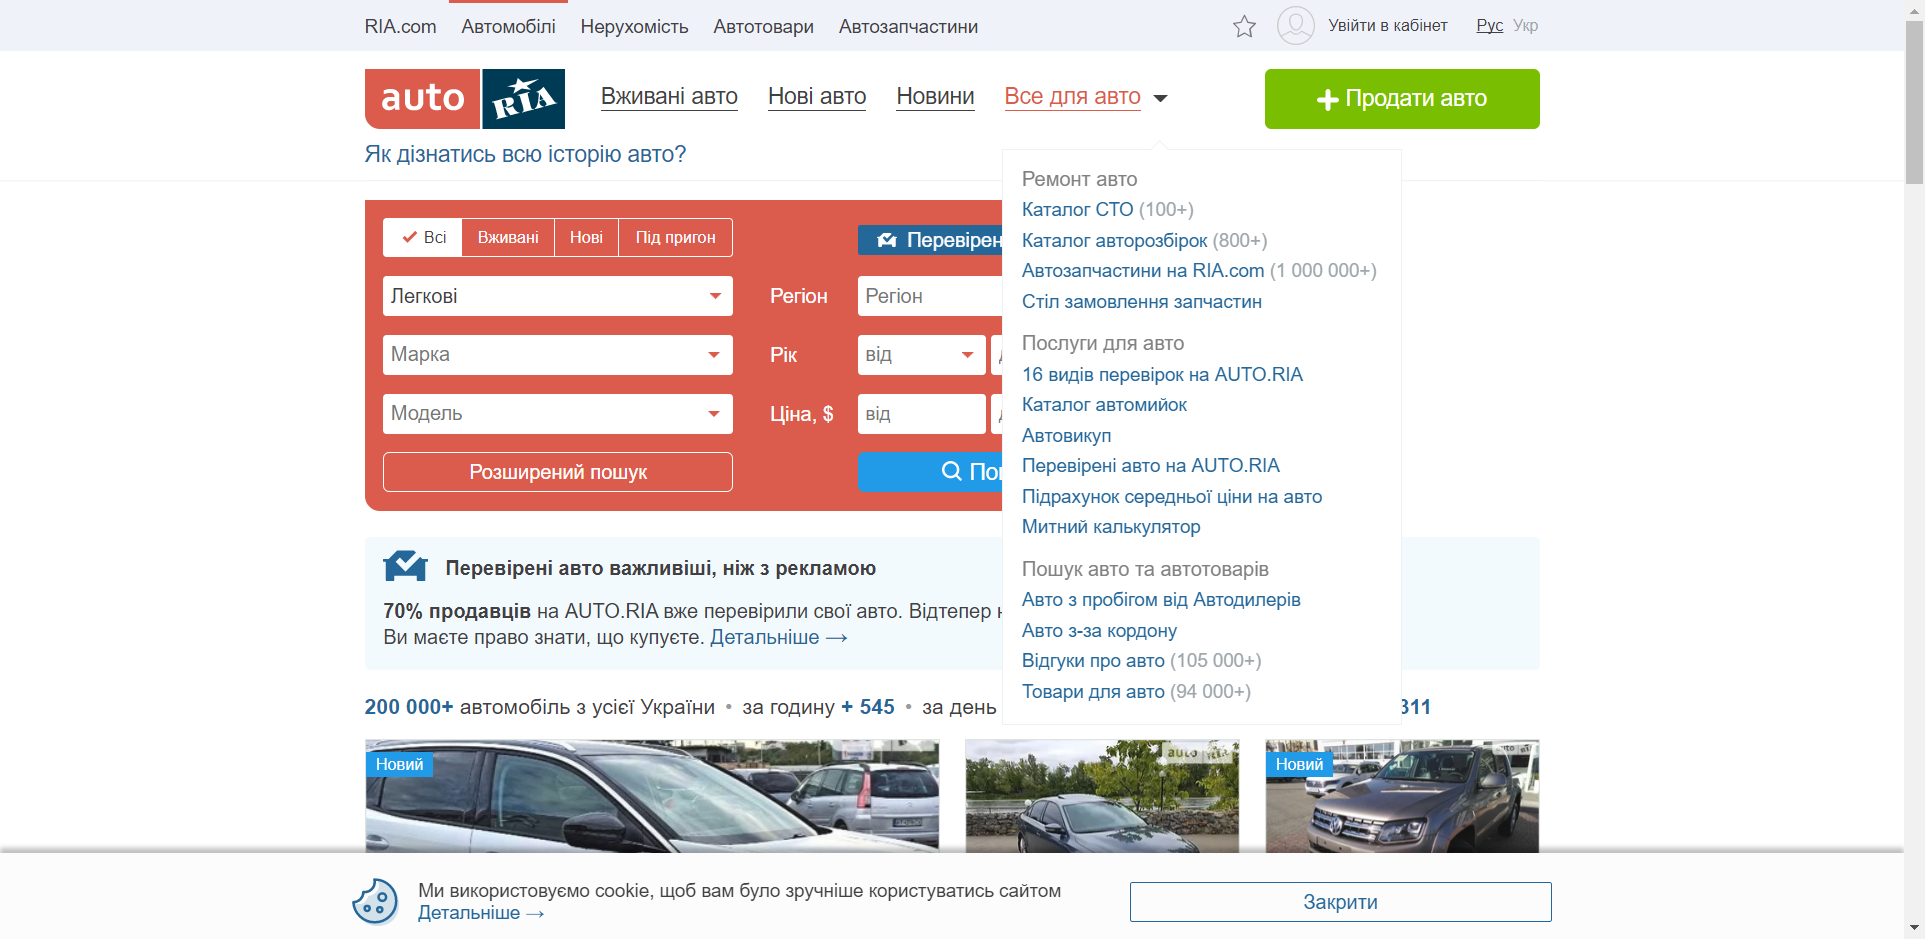 RIA.com Автомобілі Нерухомість Автотовари Автозапчастини Увійти в кабінет Рус Укр
auto RIA Вживані авто Нові авто Новини Все для авто Продати авто
Як дізнатись всю історію авто?
Всі Вживані Нові Під пригон
Легкові Регіон Регіон
Марка Рік від
Модель Ціна, $ від
Розширений пошук
Ремонт авто
Каталог СТО (100+)
Каталог авторозбірок (800+)
Автозапчастини на RIA.com (1 000 000+)
Стіл замовлення запчастин
Послуги для авто
16 видів перевірок на AUTO.RIA
Каталог автомийок
Автовикуп
Перевірені авто на AUTO.RIA
Підрахунок середньої ціни на авто
Митний калькулятор
Пошук авто та автотоварів
Авто з пробігом від Автодилерів
Авто з-за кордону
Відгуки про авто (105 000+)
Товари для авто (94 000+)
Перевірені авто важливіші, ніж з рекламою
70% продавців на AUTO.RIA вже перевірили свої авто. Відтепер
Ви маєте право знати, що купуєте. Детальніше →
200 000+ автомобіль з усієї України • за годину + 545 • за день
Новий Новий
Ми використовуємо cookie, щоб вам було зручніше користуватись сайтом
Детальніше →
Закрити